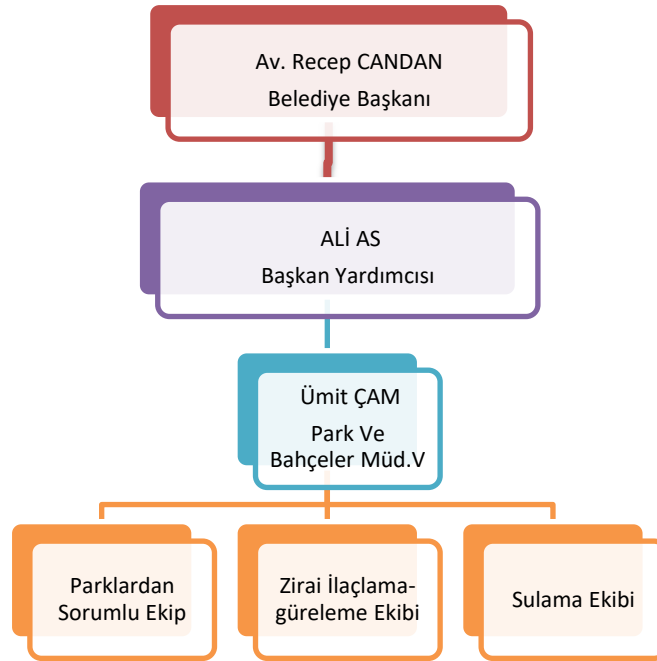 Av. Recep CANDAN
Belediye Başkanı
ALİ AS
Başkan Yardımcısı
Ümit ÇAM
Park Ve
Bahçeler Müd.V
Parklardan
Sorumlu Ekip
Zirai İlaçlama-
güreleme Ekibi
Sulama Ekibi